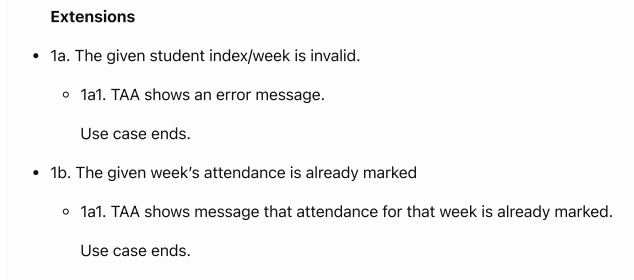 Extensions
• 1a. The given student index/week is invalid.
◦ 1a1. TAA shows an error message.
Use case ends.
• 1b. The given week’s attendance is already marked
◦ 1a1. TAA shows message that attendance for that week is already marked.
Use case ends.